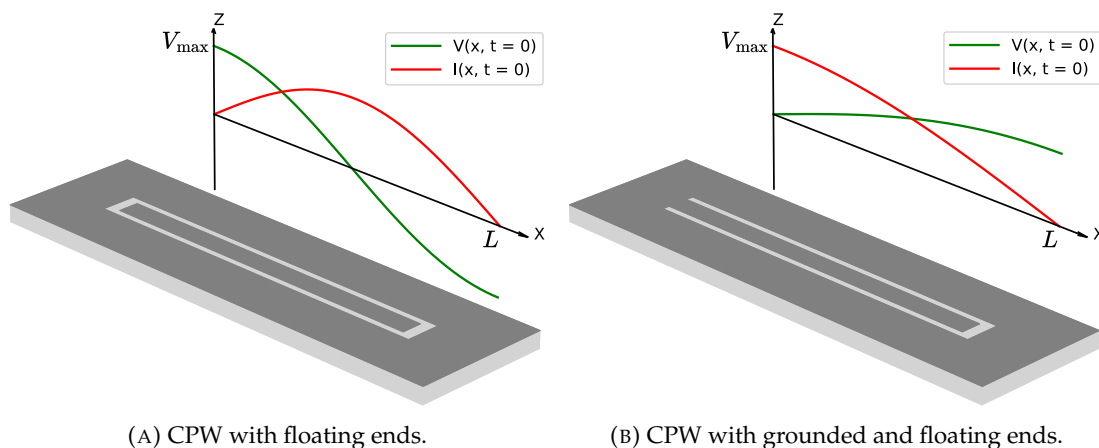 Z
V_max
V(x, t = 0)
I(x, t = 0)
L
X
(A) CPW with floating ends.
Z
V_max
V(x, t = 0)
I(x, t = 0)
L
X
(B) CPW with grounded and floating ends.